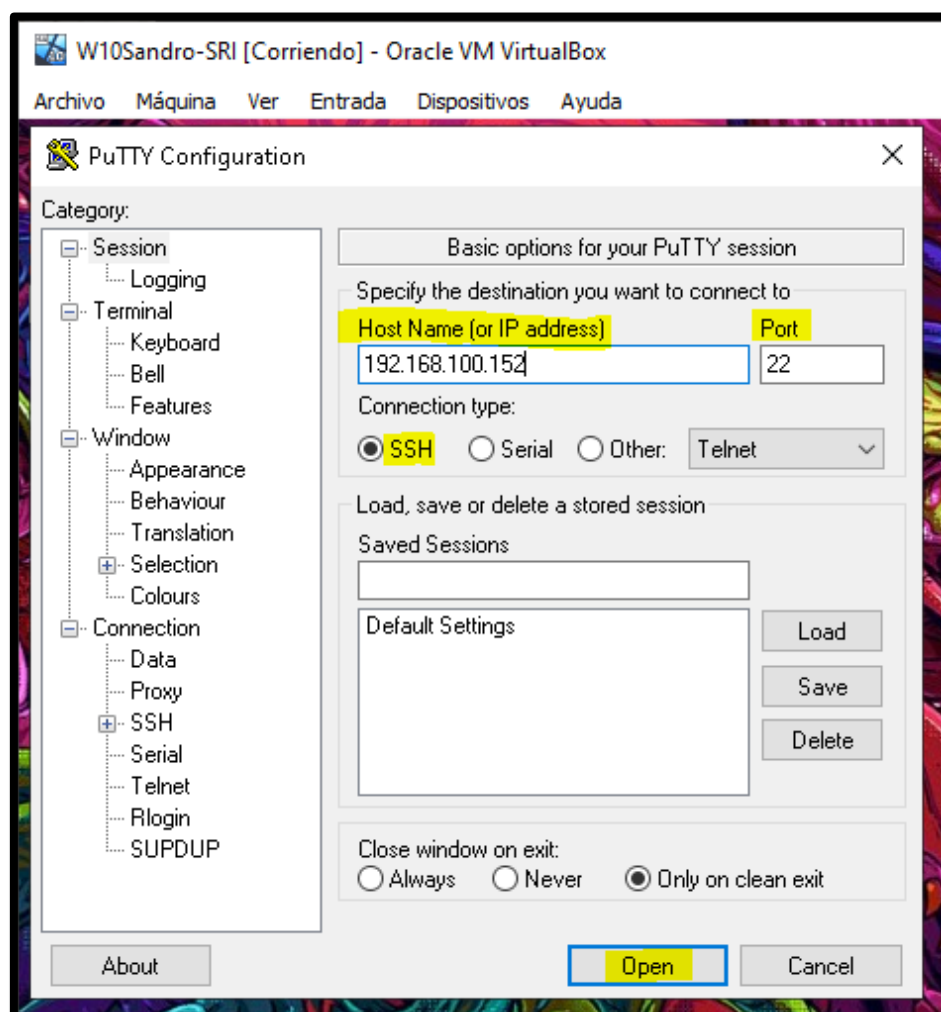 W10Sandro-SRI [Corriendo] - Oracle VM VirtualBox
Archivo Máquina Ver Entrada Dispositivos Ayuda
PuTTY Configuration
Category:
Session
Logging
Terminal
Keyboard
Bell
Features
Window
Appearance
Behaviour
Translation
Selection
Colours
Connection
Data
Proxy
SSH
Serial
Telnet
Rlogin
SUPDUP
Basic options for your PuTTY session
Specify the destination you want to connect to
Host Name (or IP address) Port
192.168.100.152 22
Connection type:
SSH Serial Other: Telnet
Load, save or delete a stored session
Saved Sessions
Default Settings
Load
Save
Delete
Close window on exit:
Always Never Only on clean exit
About Open Cancel